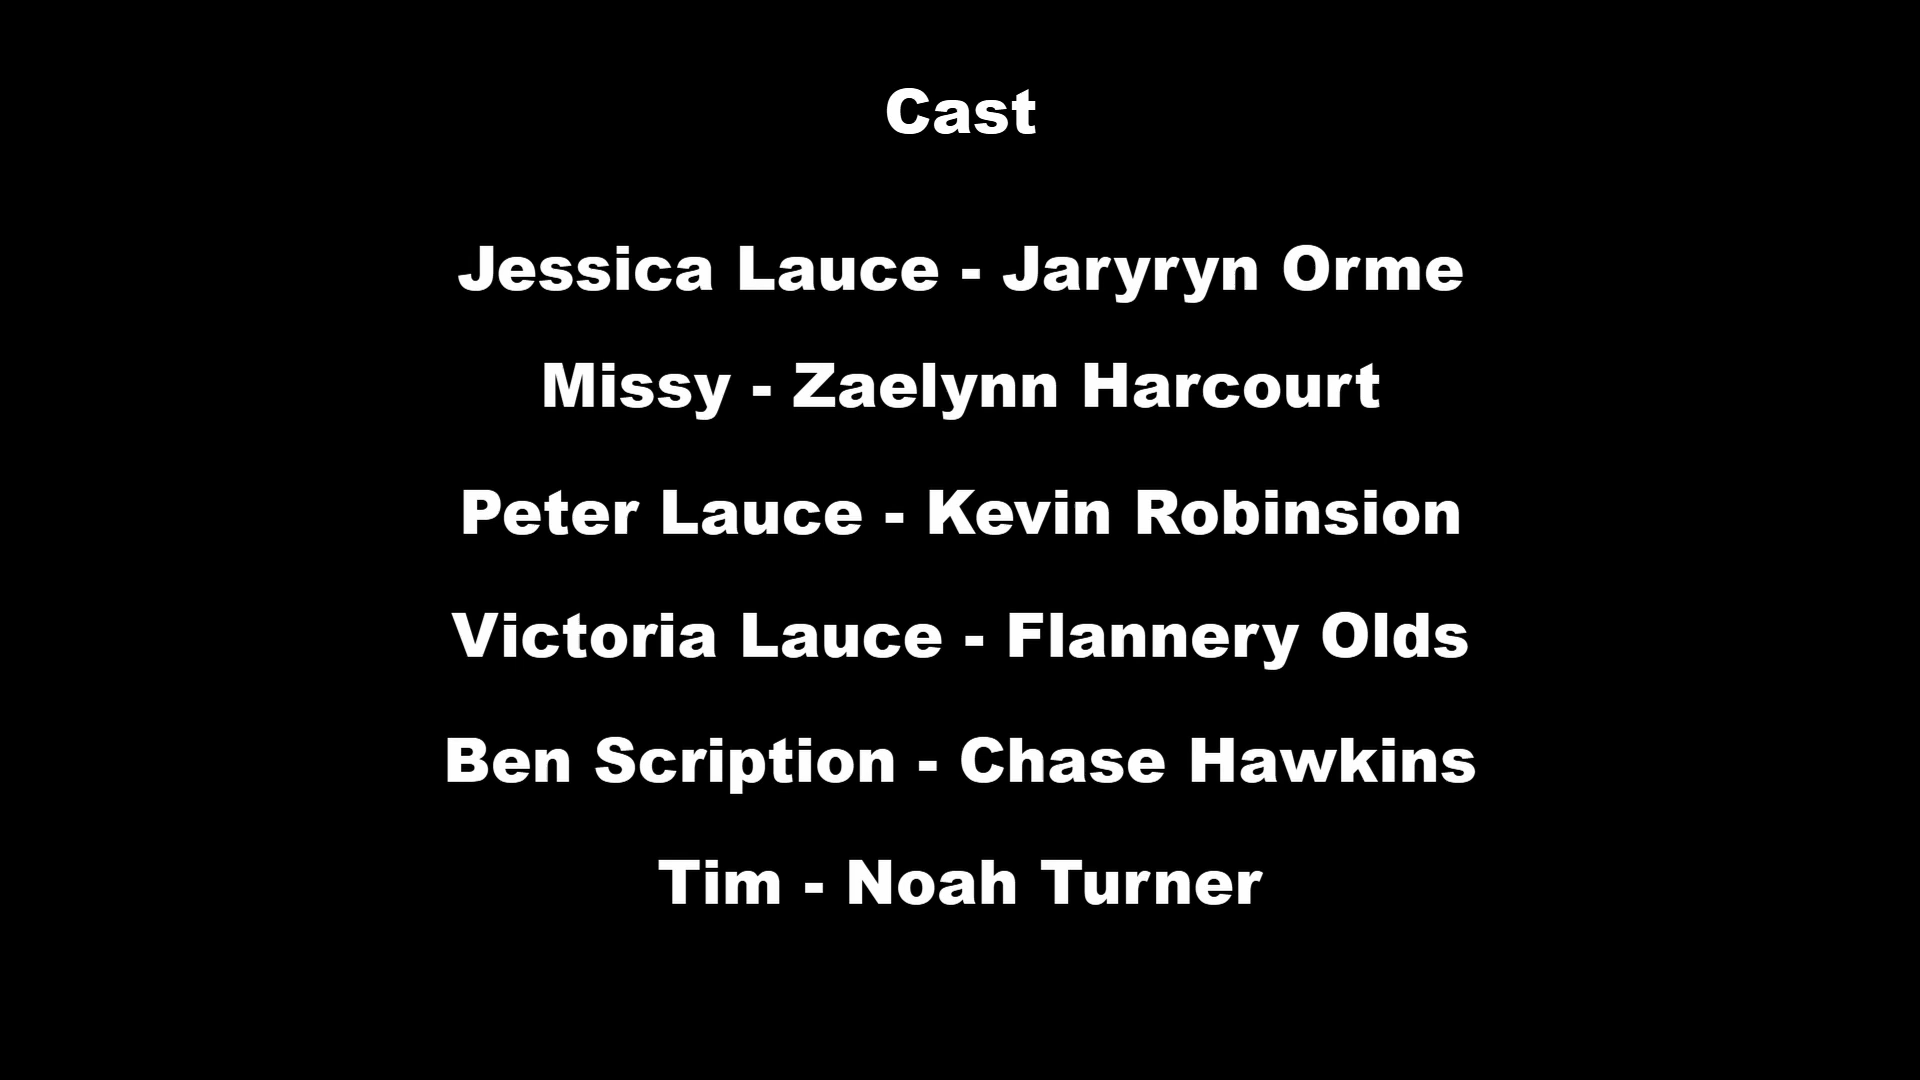 Cast
Jessica Lauce - Jaryryn Orme
Missy - Zaelynn Harcourt
Peter Lauce - Kevin Robinsion
Victoria Lauce - Flannery Olds
Ben Scription - Chase Hawkins
Tim - Noah Turner